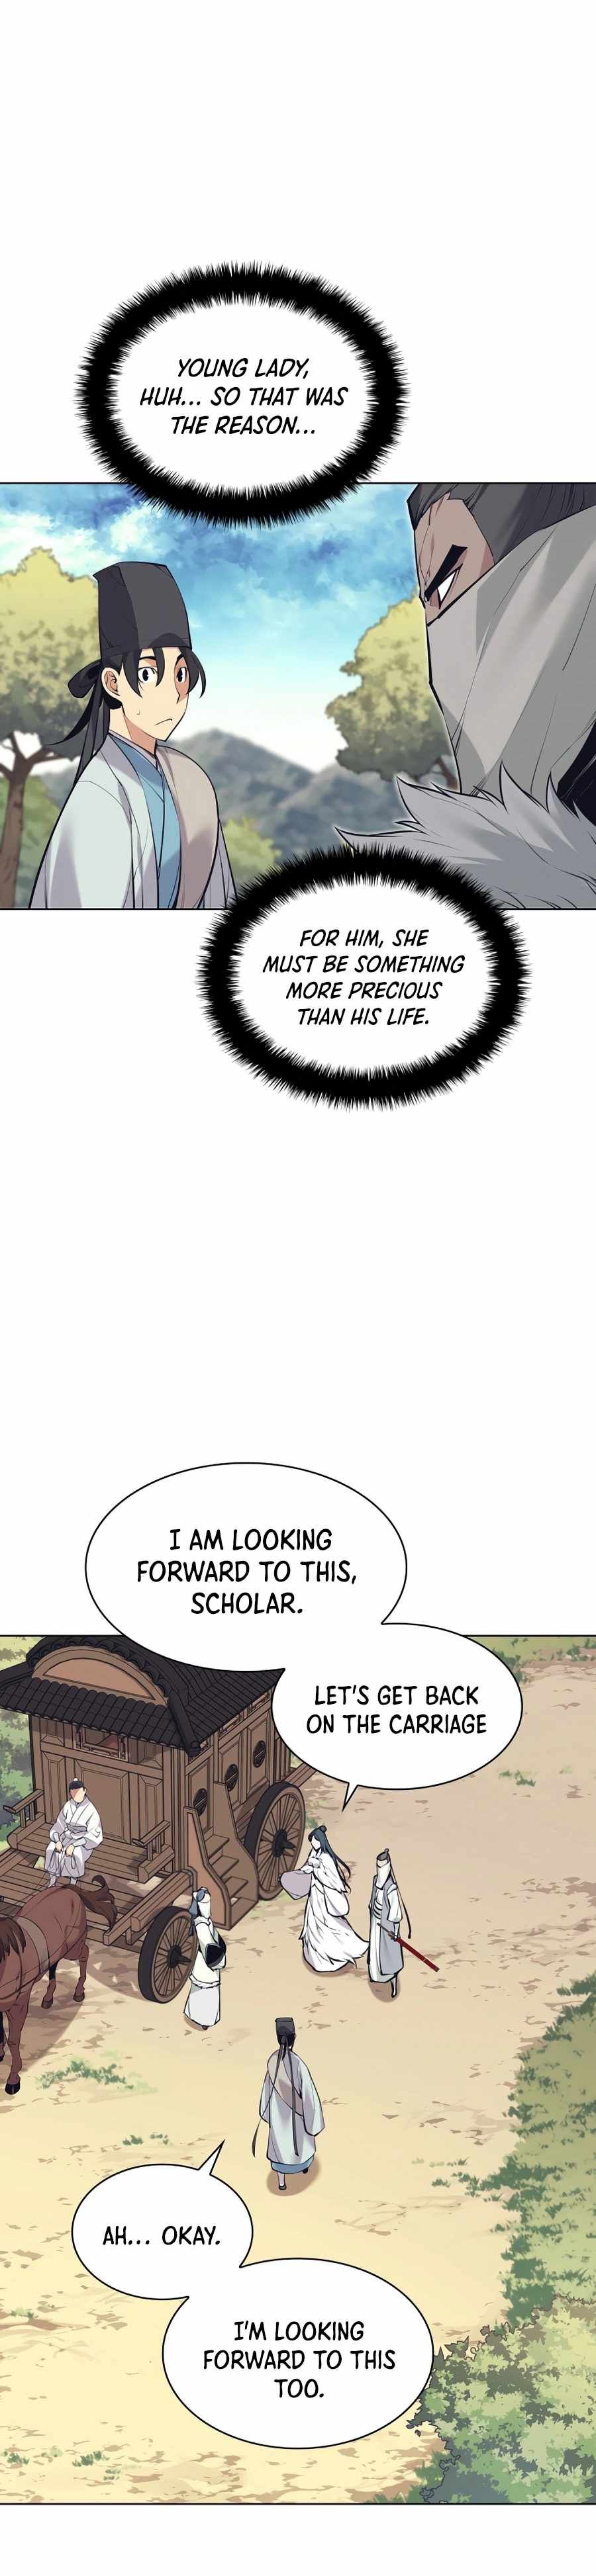 YOUNG LADY,
HUH... SO THAT WAS
THE REASON...
FOR HIM, SHE
MUST BE SOMETHING
MORE PRECIOUS
THAN HIS LIFE.
I AM LOOKING
FORWARD TO THIS,
SCHOLAR.
LET'S GET BACK
ON THE CARRIAGE
AH... OKAY.
I'M LOOKING
FORWARD TO THIS
TOO.